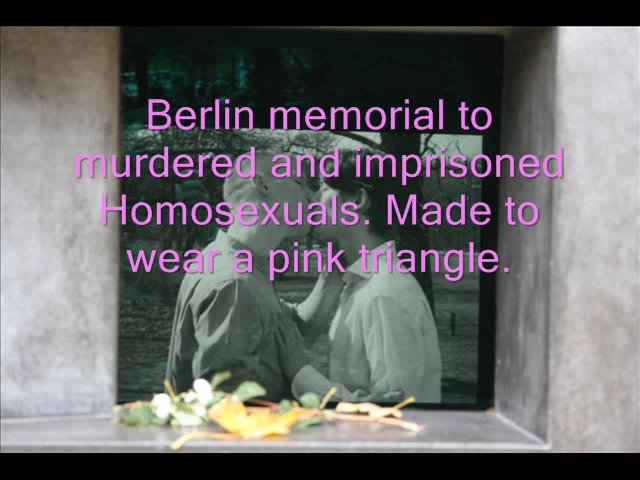 Berlin memorial to
murdered and imprisoned
Homosexuals. Made to
wear a pink triangle.